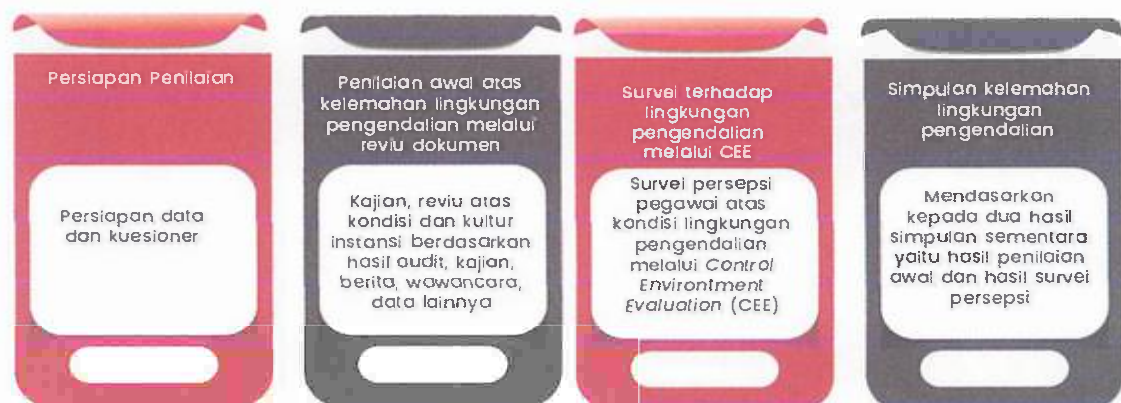 Persiapan Penilaian
Persiapan data
dan kuesioner
Penilaian awal atas
kelemahan lingkungan
pengendalian melalui
reviu dokumen
Kajian, reviu atas
kondisi dan kultur
instansi berdasarkan
hasil audit, kajian,
berita, wawancara,
data lainnya
Survei terhadap
lingkungan
pengendalian
melalui CEE
Survei persepsi
pegawai atas
kondisi lingkungan
pengendalian
melalui Control
Environtment
Evaluation (CEE)
Simpulan kelemahan
lingkungan
pengendalian
Mendasarkan
kepada dua hasil
simpulan sementara
yaitu hasil penilaian
awal dan hasil survei
persepsi